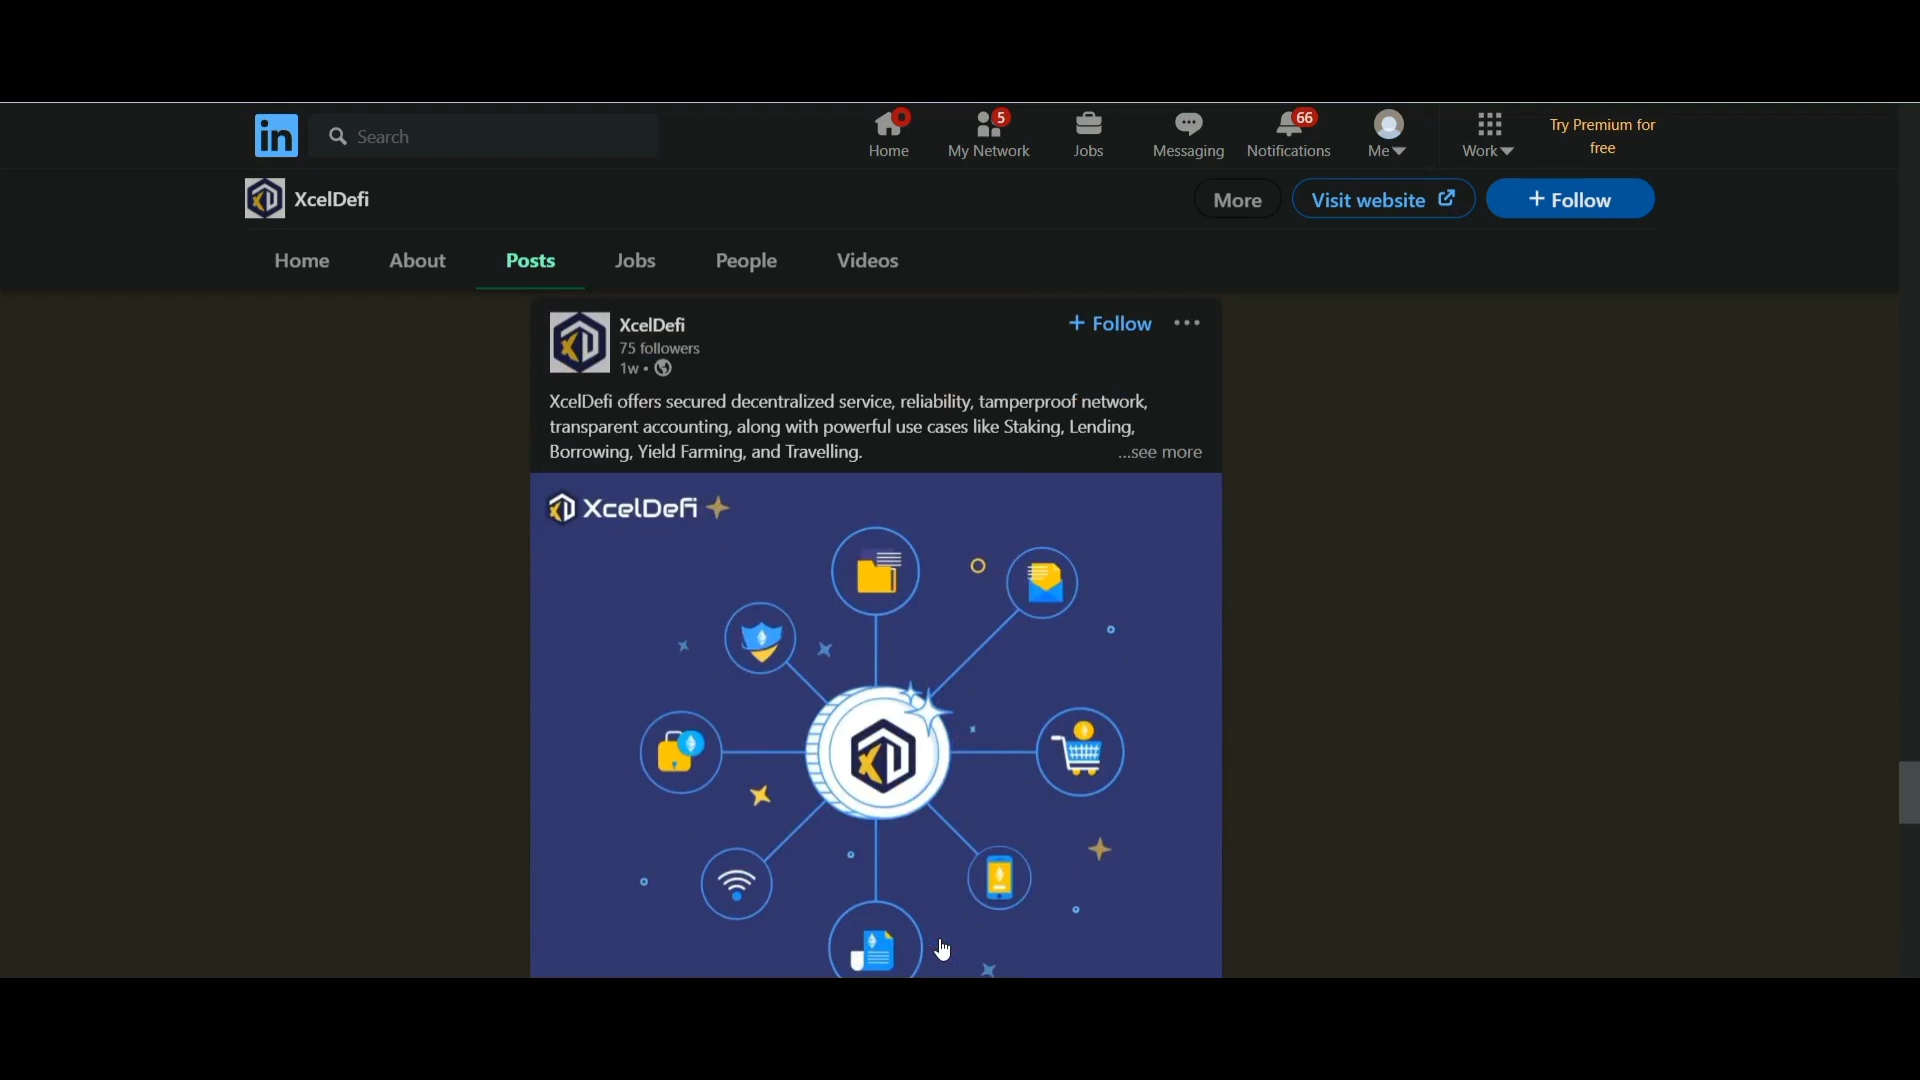 in Search
Home
5
My Network
Jobs
Messaging
66
Notifications
Me
Work
Try Premium for
free
XcelDefi
More
Visit website
+ Follow
Home
About
Posts
Jobs
People
Videos
XcelDefi
75 followers
1w •
+ Follow
XcelDefi offers secured decentralized service, reliability, tamperproof network,
transparent accounting, along with powerful use cases like Staking, Lending,
Borrowing, Yield Farming, and Travelling.
...see more
XcelDefi